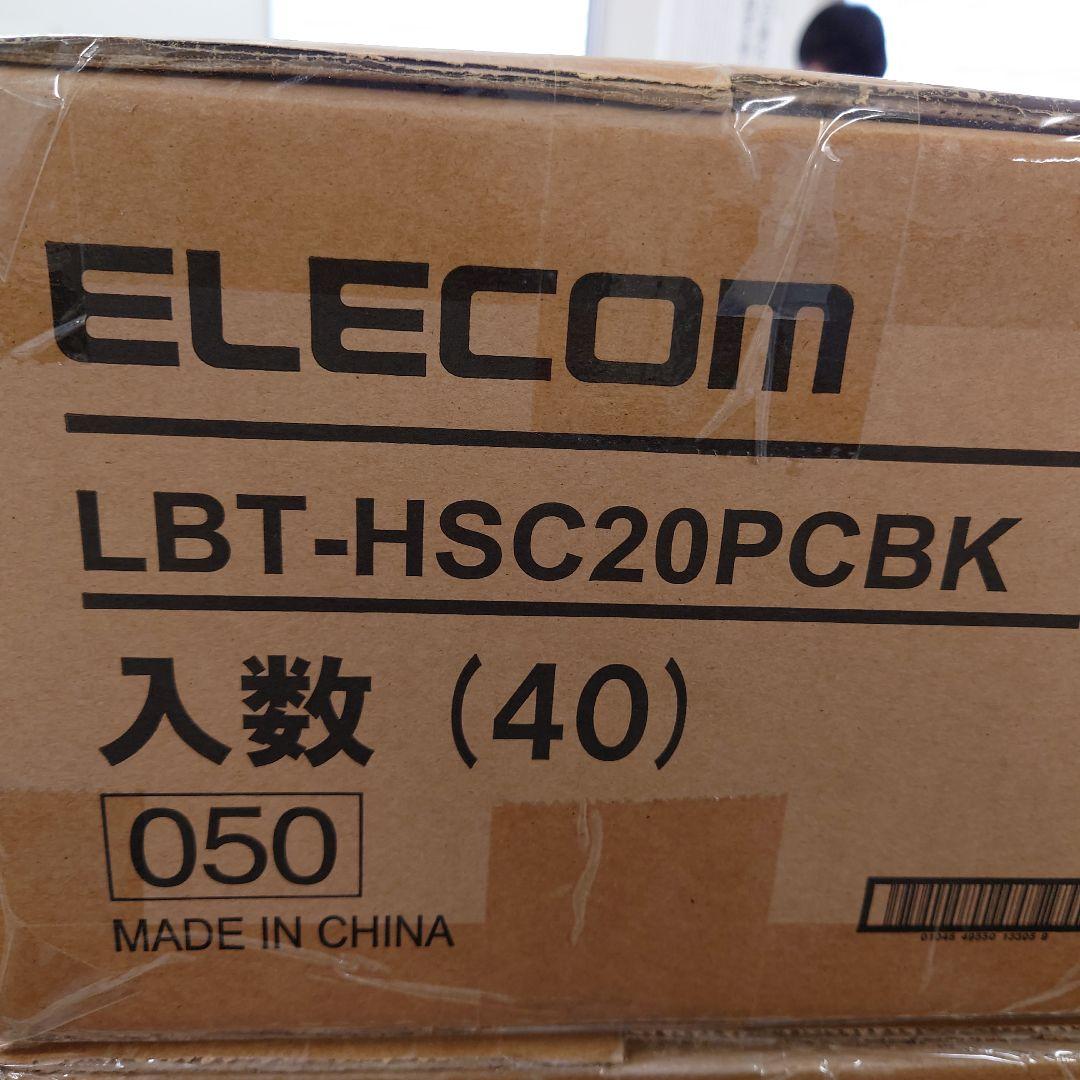 ELECOM
LBT-HSC20PCBK
入数 (40)
050
MADE IN CHINA